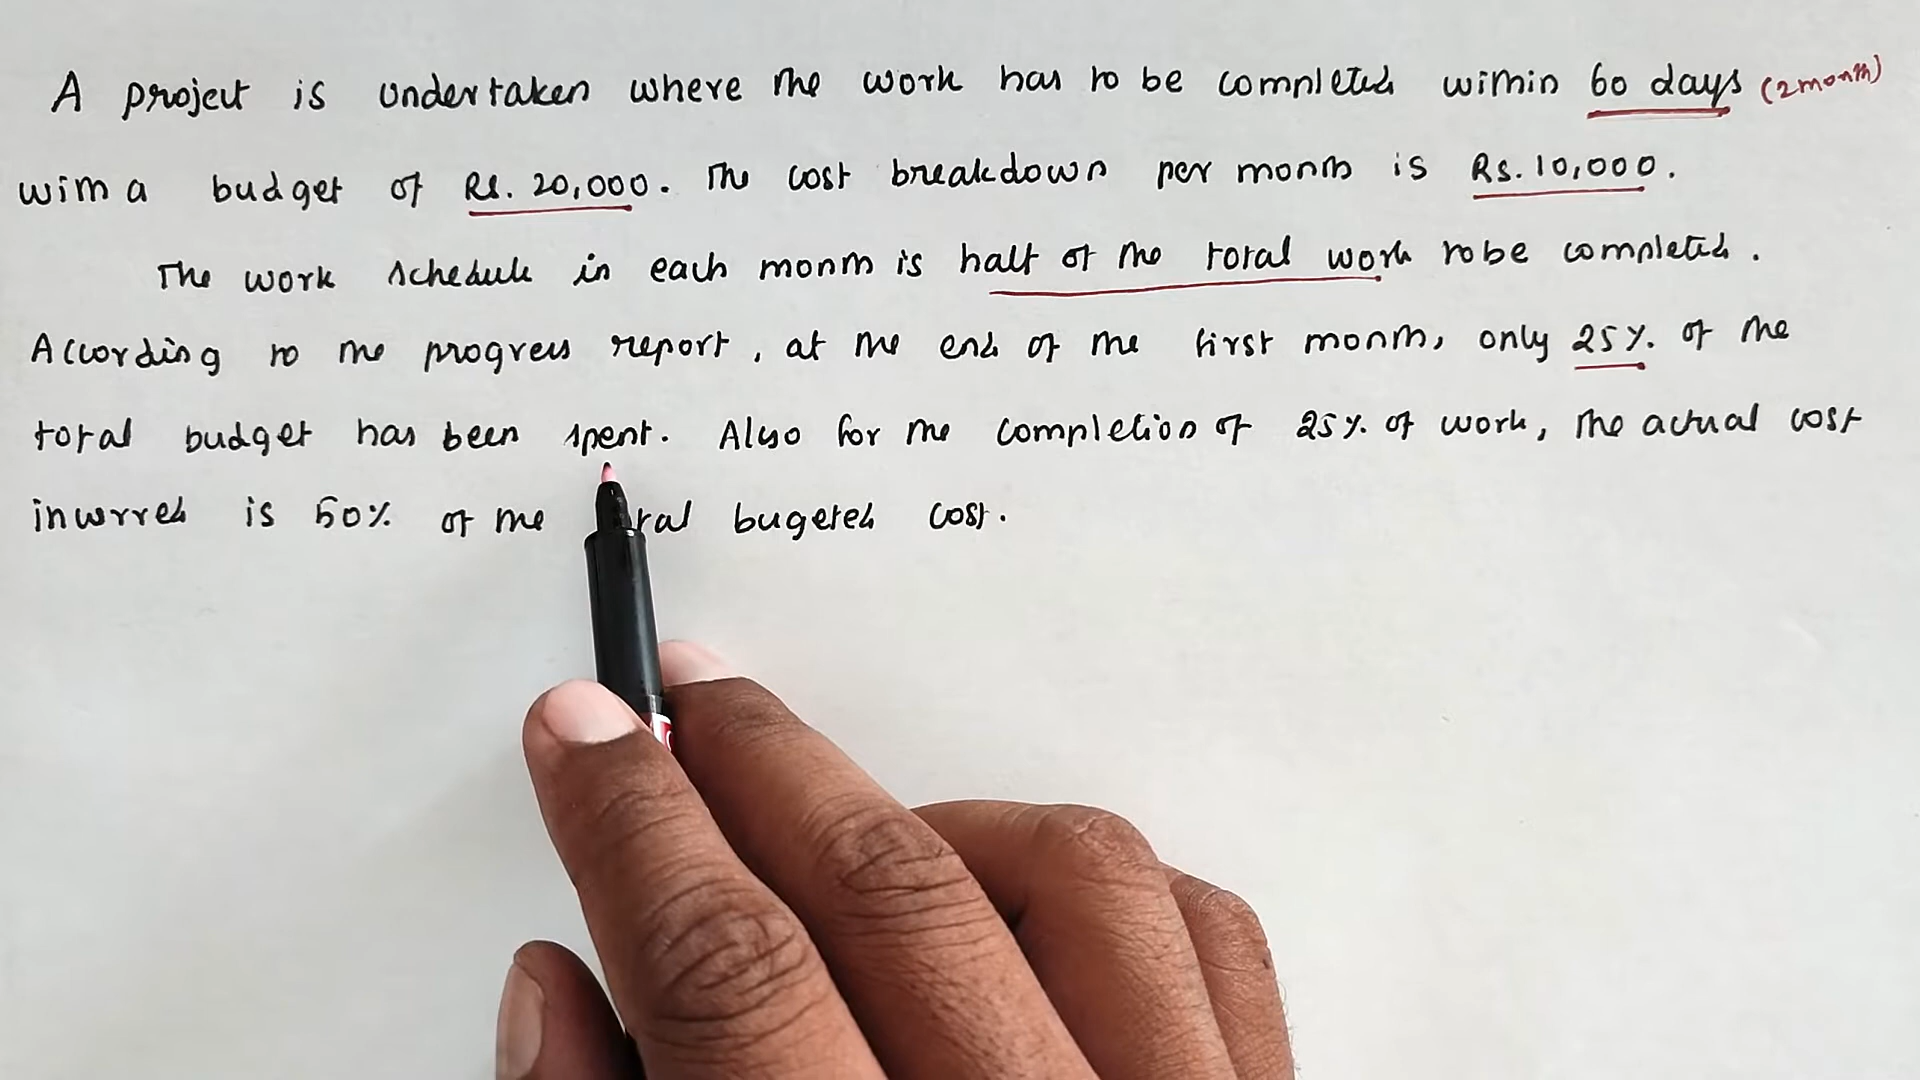 A project is undertaken where the work has to be completed within 60 days (2 month)
with a budget of Rs. 20,000. The cost breakdown per month is Rs. 10,000.
The work schedule in each month is half of the total work to be completed.
According to the progress report, at the end of the first month, only 25% of the
total budget has been spent. Also for the completion of 25% of work, the actual cost
incurred is 50% of the bugeted cost.